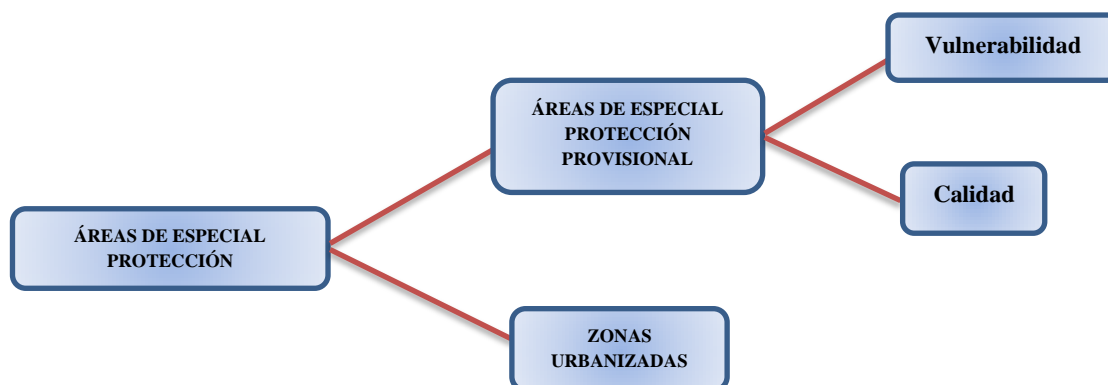 Vulnerabilidad
ÁREAS DE ESPECIAL
PROTECCIÓN
PROVISIONAL
Calidad
ÁREAS DE ESPECIAL
PROTECCIÓN
ZONAS
URBANIZADAS